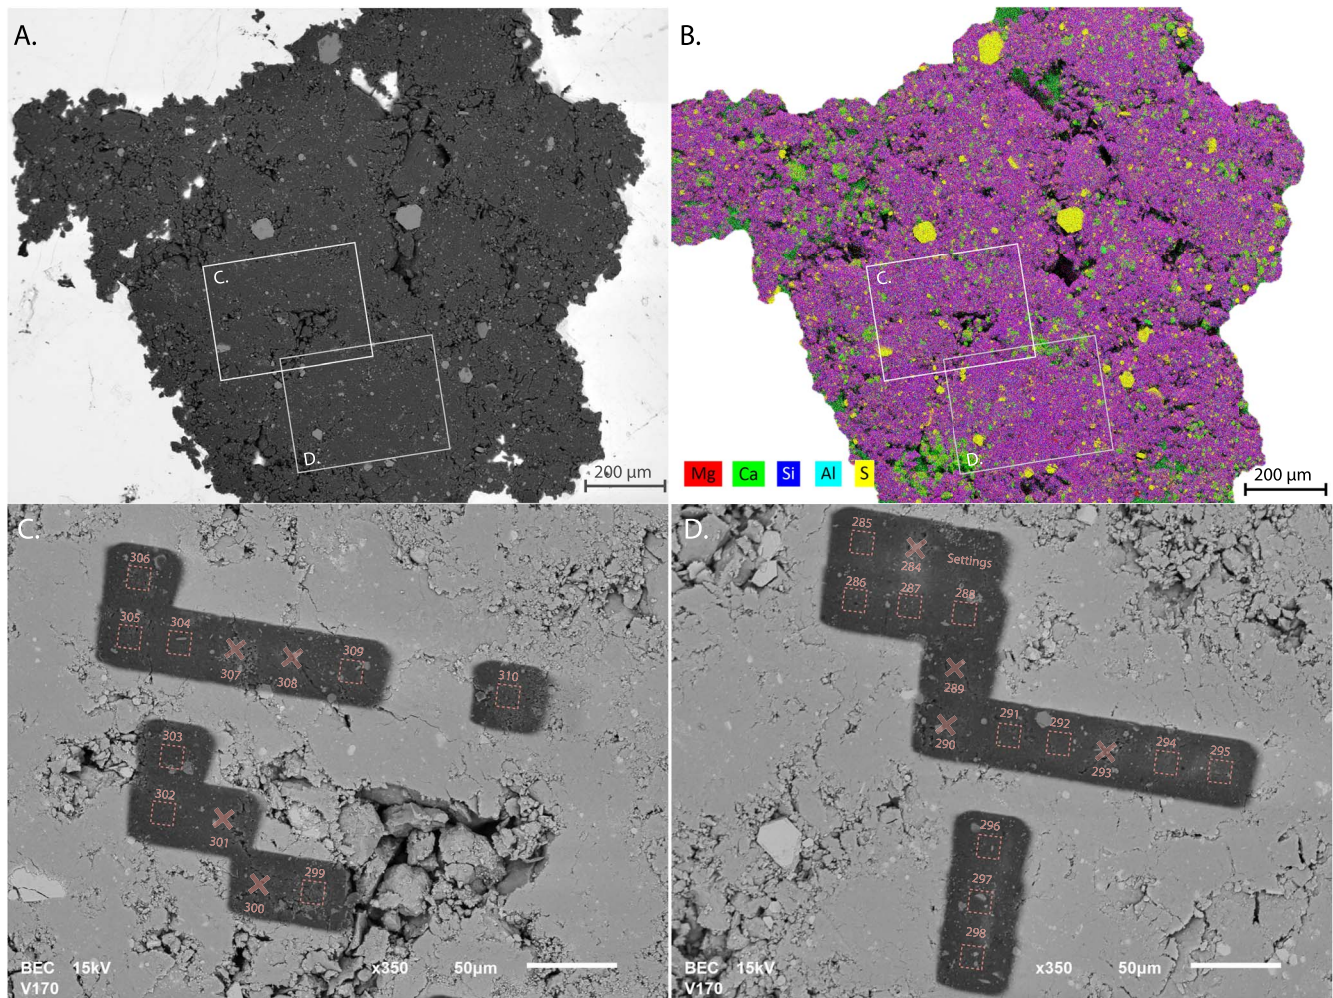 A.
C.
D.
200 µm
B.
C.
D.
Mg Ca Si Al S
200 µm
C.
306
305 304
307 308 309
310
303
302
301
299
300
BEC 15kV x350 50µm
V170
D.
285
284 Settings
286 287 288
289
290 291 292
293 294 295
296
297
298
BEC 15kV x350 50µm
V170